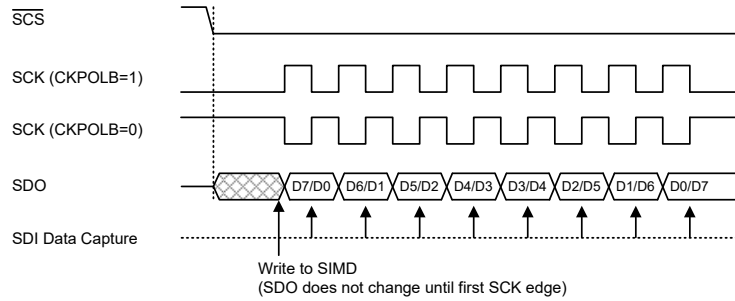 SCS
SCK (CKPOLB=1)
SCK (CKPOLB=0)
SDO
D7/D0 D6/D1 D5/D2 D4/D3 D3/D4 D2/D5 D1/D6 D0/D7
SDI Data Capture
Write to SIMD
(SDO does not change until first SCK edge)